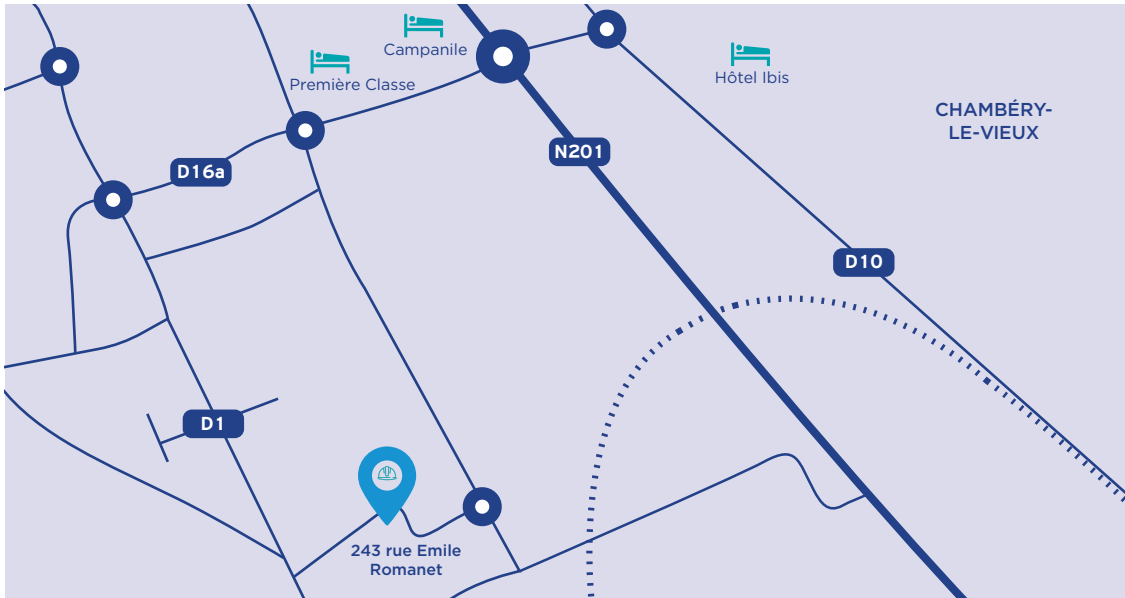 Campanile
Première Classe
Hôtel Ibis
CHAMBÉRY-
LE-VIEUX
N201
D16a
D10
D1
243 rue Emile
Romanet